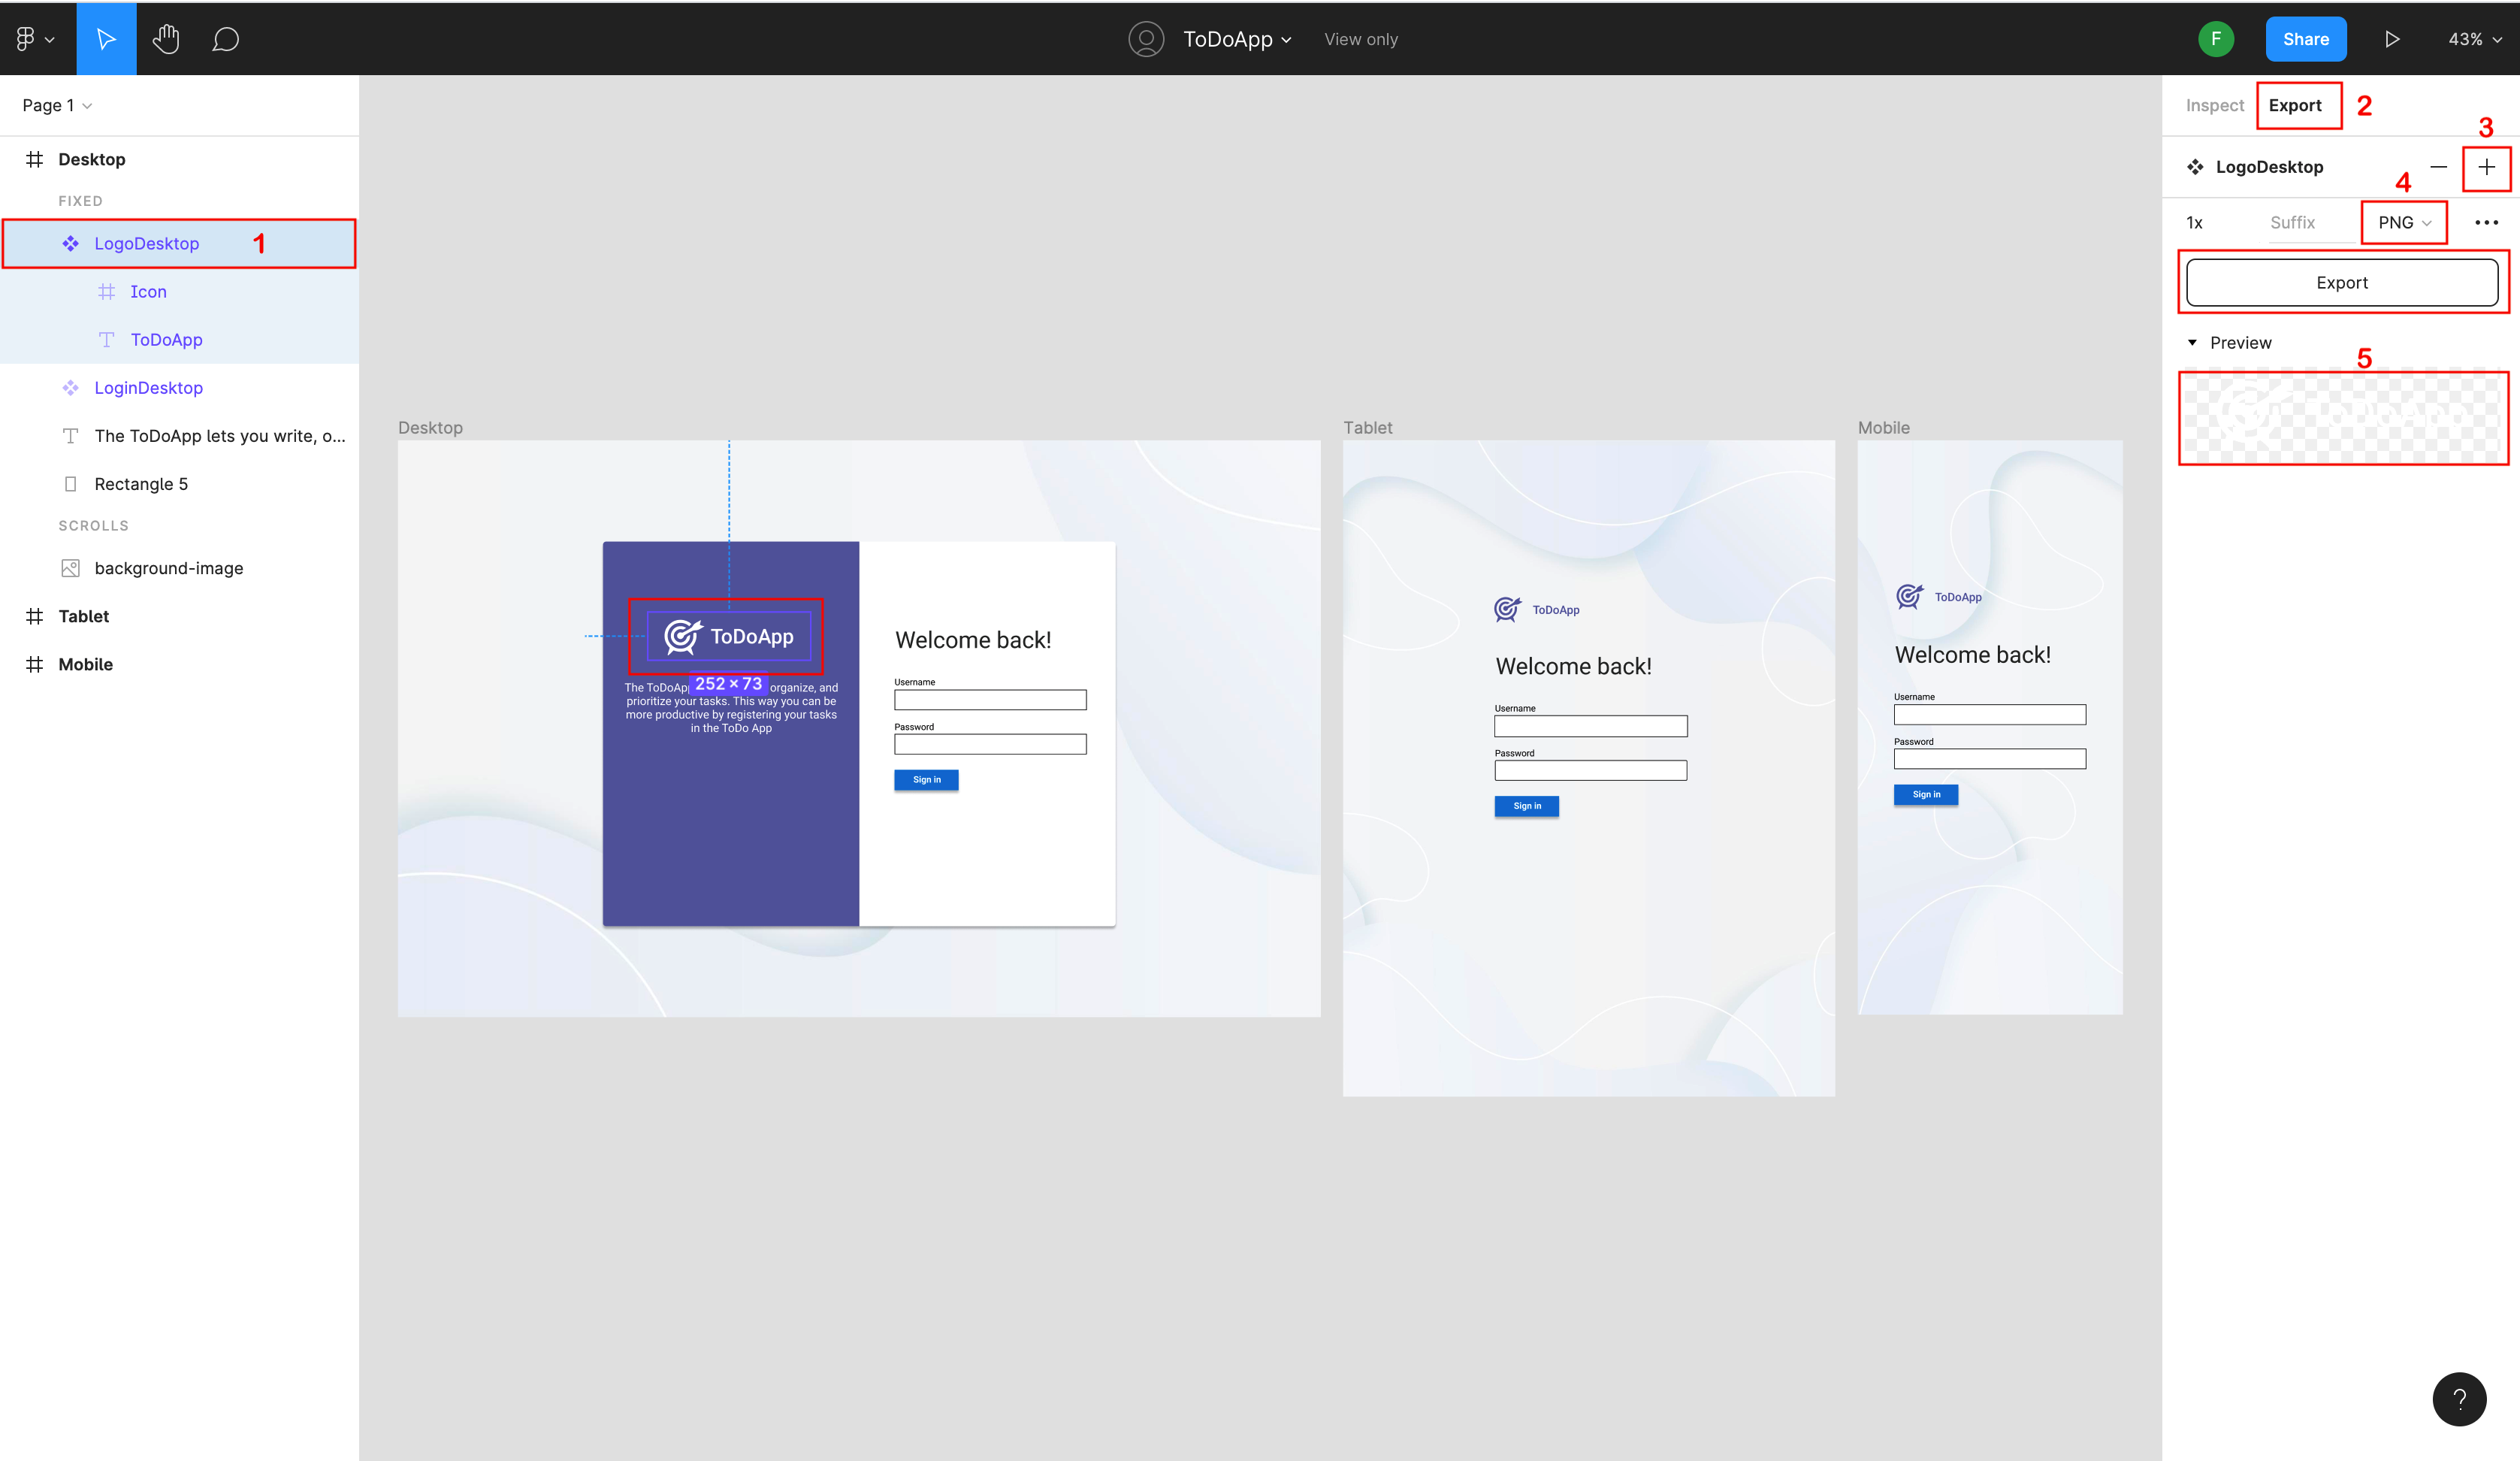 ToDoApp
View only
F
Share
43%
Page 1
Desktop
FIXED
LogoDesktop
1
Icon
ToDoApp
LoginDesktop
The ToDoApp lets you write, o...
Rectangle 5
SCROLLS
background-image
Tablet
Mobile
Desktop
ToDoApp
252 × 73
The ToDoAp organize, and
prioritize your tasks. This way you can be
more productive by registering your tasks
in the ToDo App
Welcome back!
Username
Password
Sign in
Tablet
ToDoApp
Welcome back!
Username
Password
Sign in
Mobile
ToDoApp
Welcome back!
Username
Password
Sign in
Inspect
Export
2
3
LogoDesktop
4
1x
Suffix
PNG
Export
Preview
5
ToDoApp
?